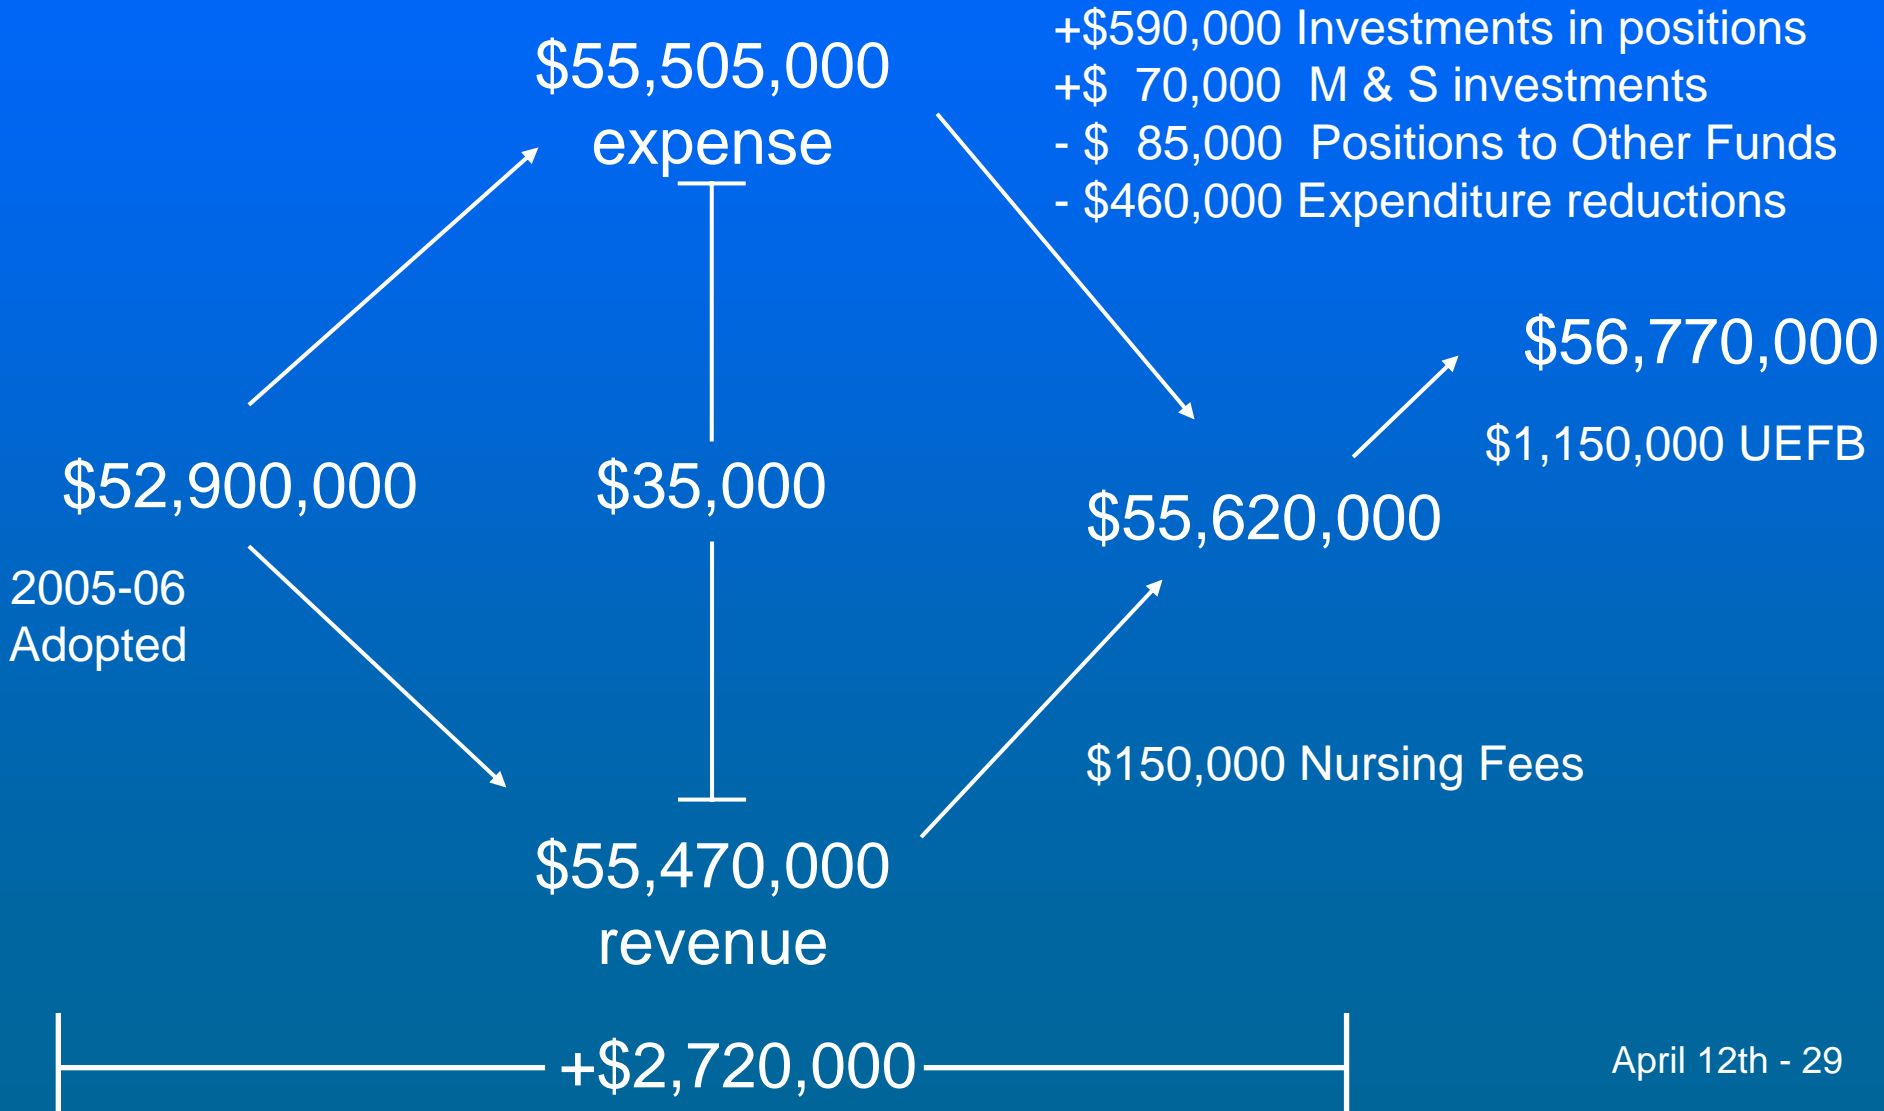 +$590,000 Investments in positions
+$ 70,000 M & S investments
- $ 85,000 Positions to Other Funds
- $460,000 Expenditure reductions
$55,505,000
expense
$56,770,000
$1,150,000 UEFB
$52,900,000
2005-06
Adopted
$35,000
$55,620,000
$150,000 Nursing Fees
$55,470,000
revenue
+$2,720,000
April 12th - 29